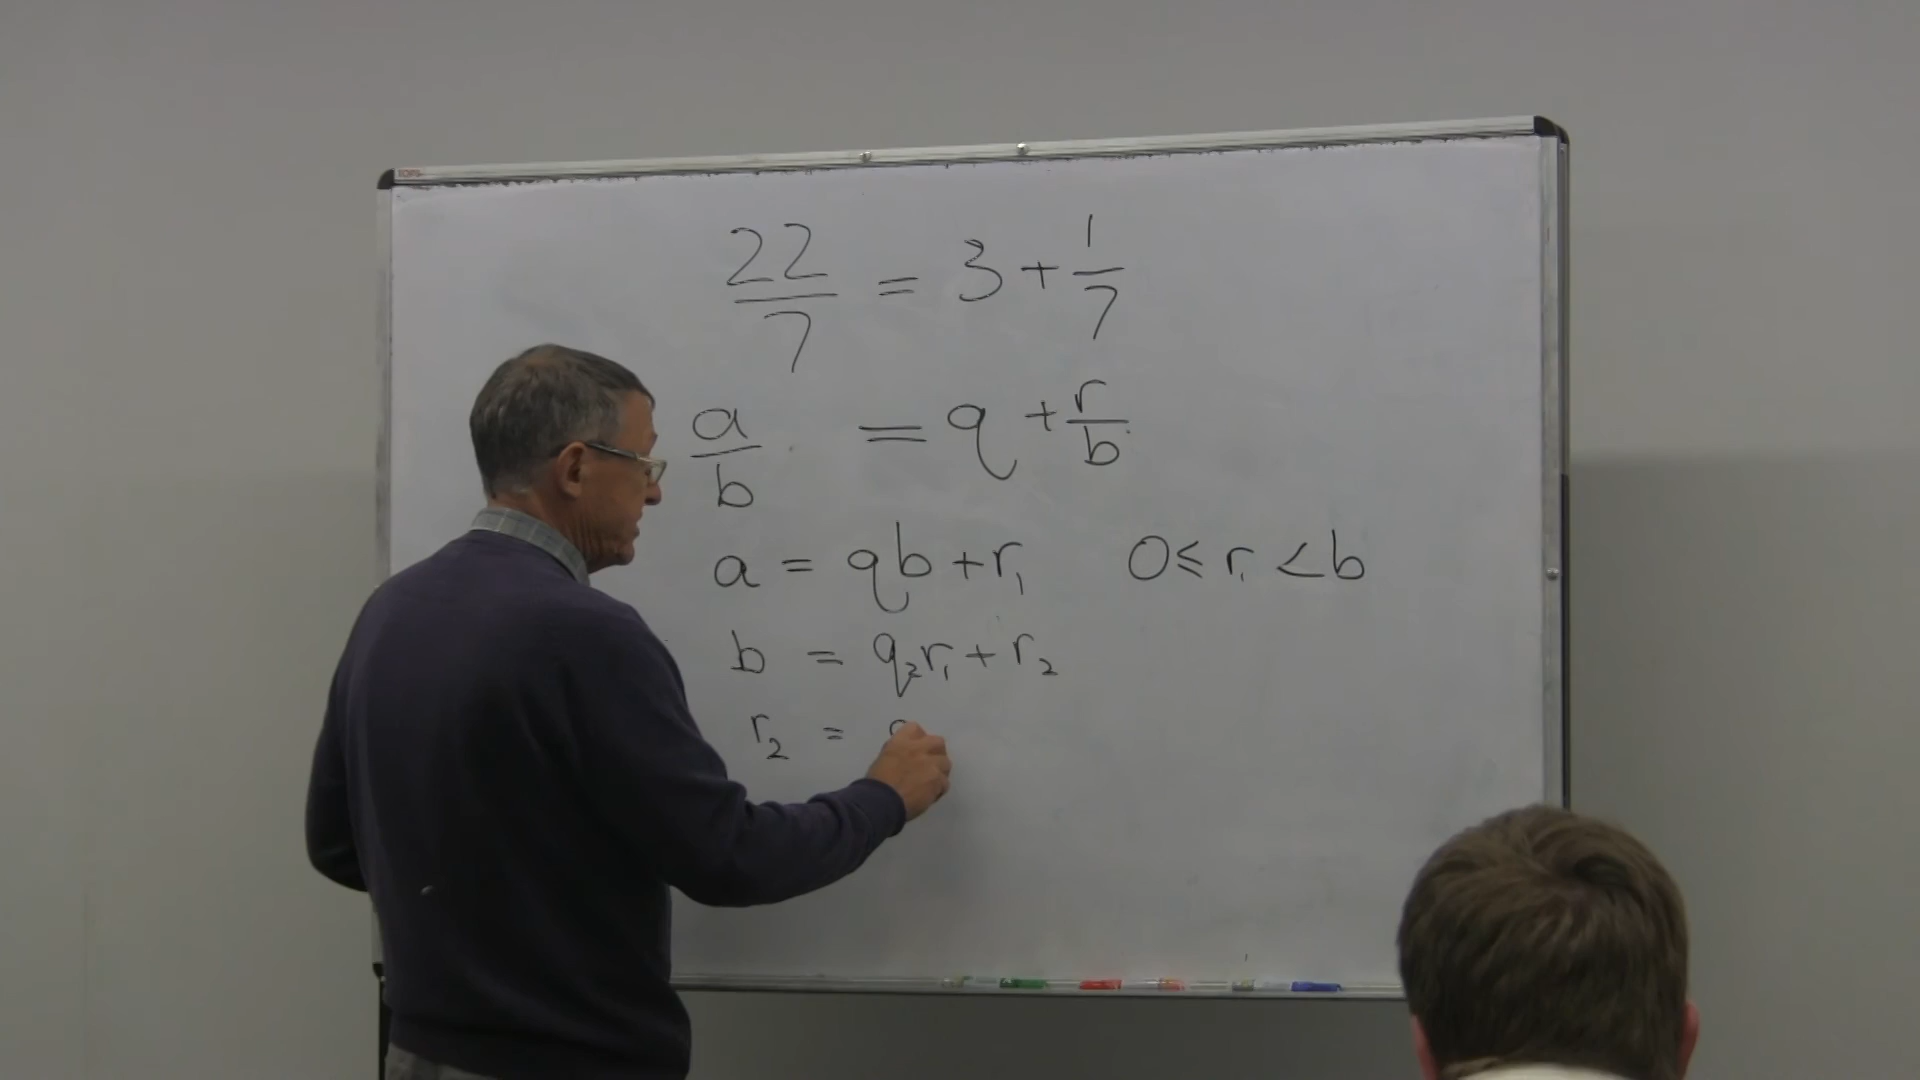 22/7 = 3 + 1/7
a/b = q + r/b
a = qb + r₁ 0 ≤ r₁ < b
b = q₂r₁ + r₂
r₂ =